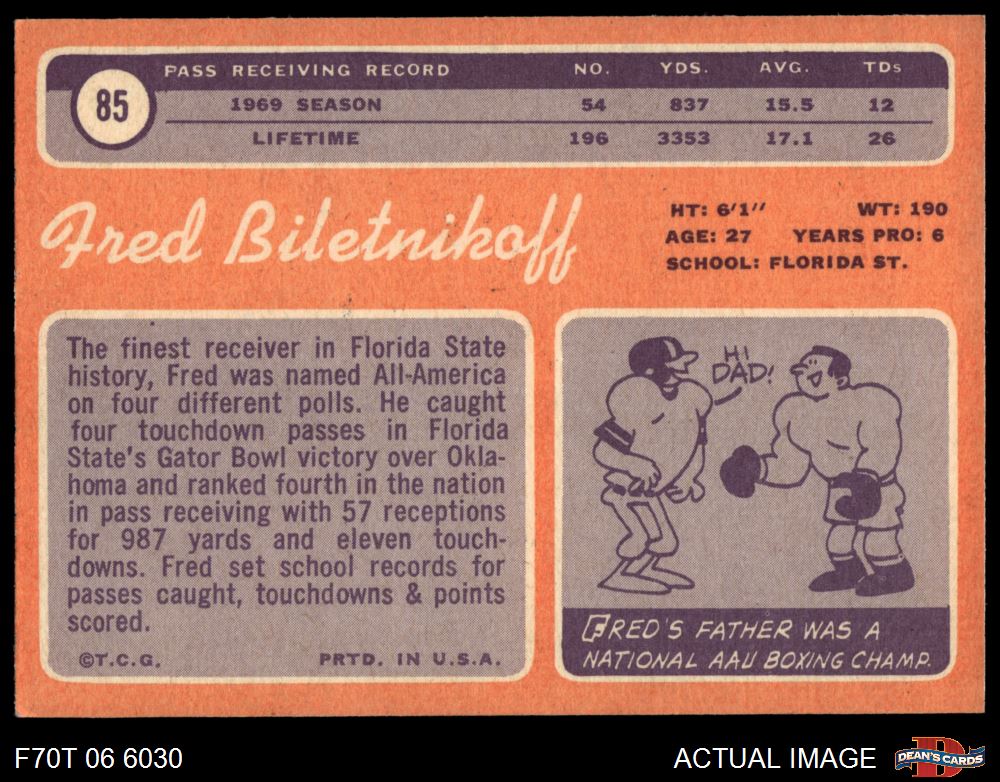 85
PASS RECEIVING RECORD NO. YDS. AVG. TDs
1969 SEASON 54 837 15.5 12
LIFETIME 196 3353 17.1 26
Fred Biletnikoff
HT: 6'1'' WT: 190
AGE: 27 YEARS PRO: 6
SCHOOL: FLORIDA ST.
The finest receiver in Florida State
history, Fred was named All-America
on four different polls. He caught
four touchdown passes in Florida
State's Gator Bowl victory over Okla-
homa and ranked fourth in the nation
in pass receiving with 57 receptions
for 987 yards and eleven touch-
downs. Fred set school records for
passes caught, touchdowns & points
scored.
©T.C.G. PRTD. IN U.S.A.
HI
DAD!
FRED'S FATHER WAS A
NATIONAL AAU BOXING CHAMP.
F70T 06 6030
ACTUAL IMAGE
D
DEAN'S CARDS